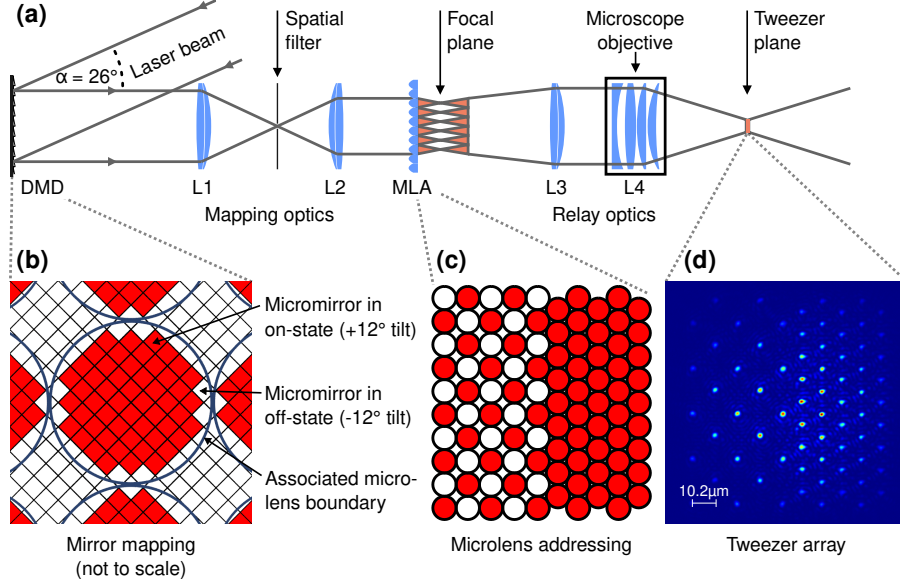 (a)
Laser beam
α = 26°
Spatial
filter
Focal
plane
Microscope
objective
Tweezer
plane
DMD
L1
L2
MLA
L3
L4
Mapping optics
Relay optics
(b)
Micromirror in
on-state (+12° tilt)
Micromirror in
off-state (-12° tilt)
Associated micro-
lens boundary
Mirror mapping
(not to scale)
(c)
Microlens addressing
(d)
10.2μm
Tweezer array